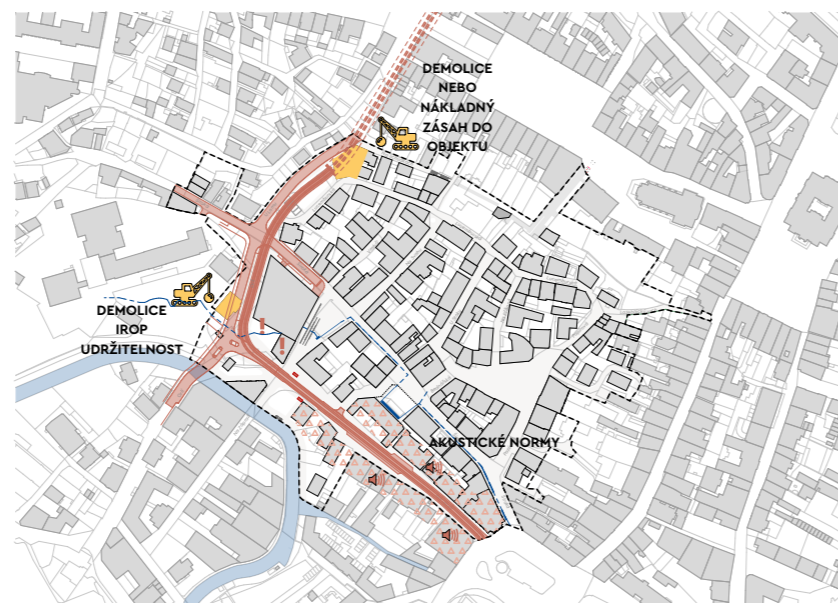 DEMOLICE
NEBO
NÁKLADNÝ
ZÁSAH DO
OBJEKTU
DEMOLICE
IROP
UDRŽITELNOST
AKUSTICKÉ NORMY